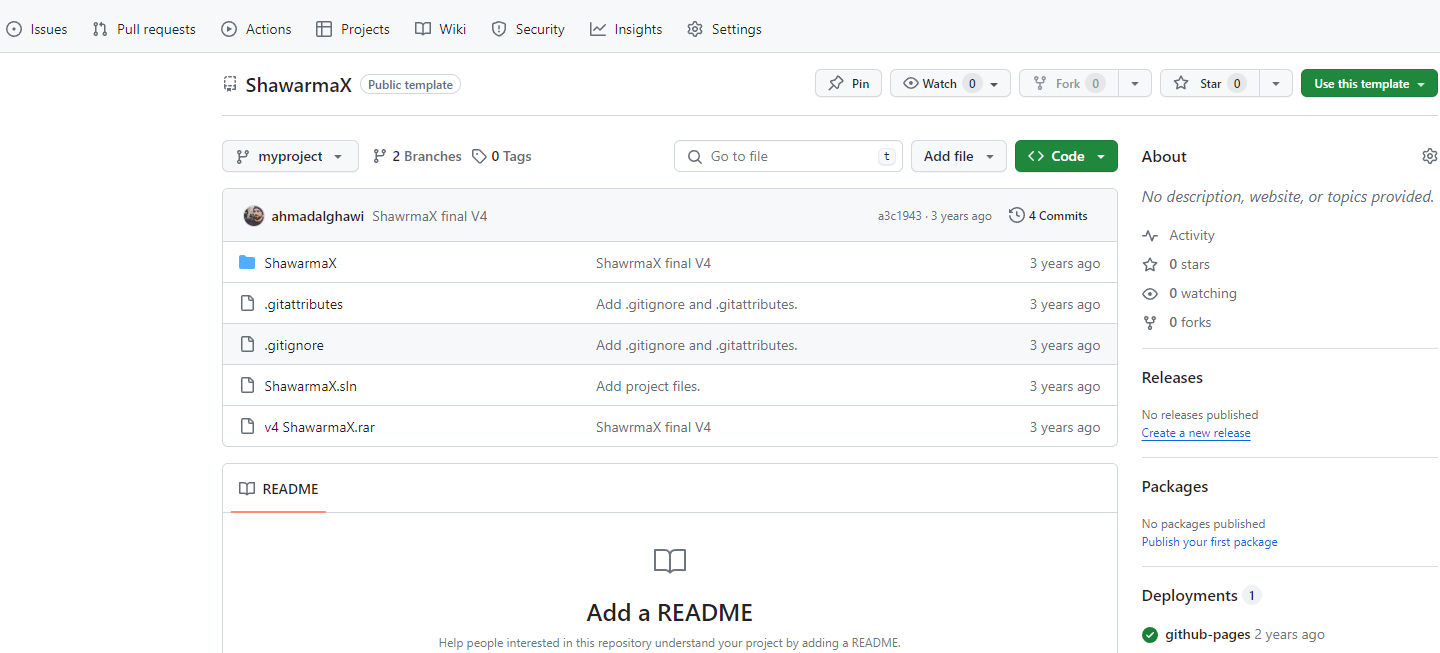 Issues Pull requests Actions Projects Wiki Security Insights Settings
ShawarmaX Public template Pin Watch 0 Fork 0 Star 0 Use this template
myproject 2 Branches 0 Tags Go to file t Add file Code
ahmadalghawi ShawrmaX final V4 a3c1943 · 3 years ago 4 Commits
ShawarmaX ShawrmaX final V4 3 years ago
.gitattributes Add .gitignore and .gitattributes. 3 years ago
.gitignore Add .gitignore and .gitattributes. 3 years ago
ShawarmaX.sln Add project files. 3 years ago
v4 ShawarmaX.rar ShawrmaX final V4 3 years ago
README
Add a README
Help people interested in this repository understand your project by adding a README.
About
No description, website, or topics provided.
Activity
0 stars
0 watching
0 forks
Releases
No releases published
Create a new release
Packages
No packages published
Publish your first package
Deployments 1
github-pages 2 years ago